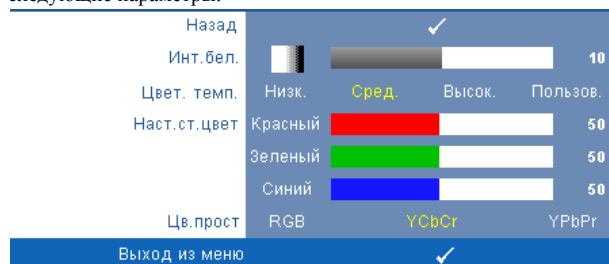 следующие параметры:
Назад ✓
Инт.бел. 10
Цвет. темп. Низк. Сред. Высок. Пользов.
Наст.ст.цвет Красный 50
Зеленый 50
Синий 50
Цв.прост RGB YCbCr YPbPr
Выход из меню ✓